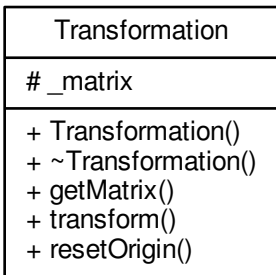 Transformation
# _matrix
+ Transformation()
+ ~Transformation()
+ getMatrix()
+ transform()
+ resetOrigin()